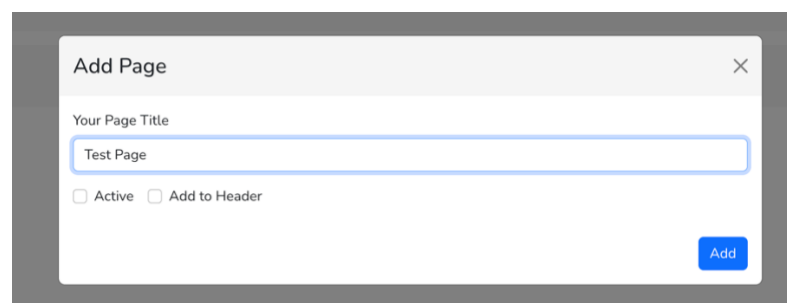 Add Page
Your Page Title
Test Page
Active Add to Header
Add